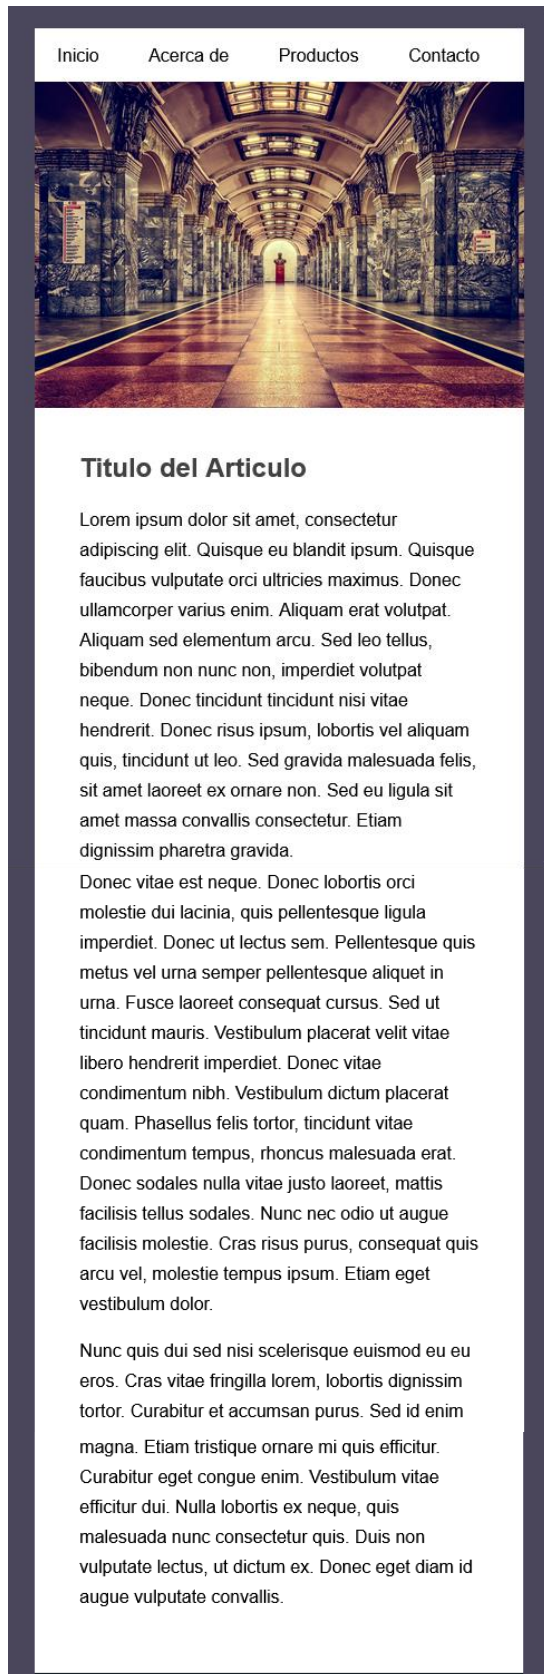 Inicio Acerca de Productos Contacto
Titulo del Articulo
Lorem ipsum dolor sit amet, consectetur
adipiscing elit. Quisque eu blandit ipsum. Quisque
faucibus vulputate orci ultricies maximus. Donec
ullamcorper varius enim. Aliquam erat volutpat.
Aliquam sed elementum arcu. Sed leo tellus,
bibendum non nunc non, imperdiet volutpat
neque. Donec tincidunt tincidunt nisi vitae
hendrerit. Donec risus ipsum, lobortis vel aliquam
quis, tincidunt ut leo. Sed gravida malesuada felis,
sit amet laoreet ex ornare non. Sed eu ligula sit
amet massa convallis consectetur. Etiam
dignissim pharetra gravida.
Donec vitae est neque. Donec lobortis orci
molestie dui lacinia, quis pellentesque ligula
imperdiet. Donec ut lectus sem. Pellentesque quis
metus vel urna semper pellentesque aliquet in
urna. Fusce laoreet consequat cursus. Sed ut
tincidunt mauris. Vestibulum placerat velit vitae
libero hendrerit imperdiet. Donec vitae
condimentum nibh. Vestibulum dictum placerat
quam. Phasellus felis tortor, tincidunt vitae
condimentum tempus, rhoncus malesuada erat.
Donec sodales nulla vitae justo laoreet, mattis
facilisis tellus sodales. Nunc nec odio ut augue
facilisis molestie. Cras risus purus, consequat quis
arcu vel, molestie tempus ipsum. Etiam eget
vestibulum dolor.
Nunc quis dui sed nisi scelerisque euismod eu eu
eros. Cras vitae fringilla lorem, lobortis dignissim
tortor. Curabitur et accumsan purus. Sed id enim
magna. Etiam tristique ornare mi quis efficitur.
Curabitur eget congue enim. Vestibulum vitae
efficitur dui. Nulla lobortis ex neque, quis
malesuada nunc consectetur quis. Duis non
vulputate lectus, ut dictum ex. Donec eget diam id
augue vulputate convallis.